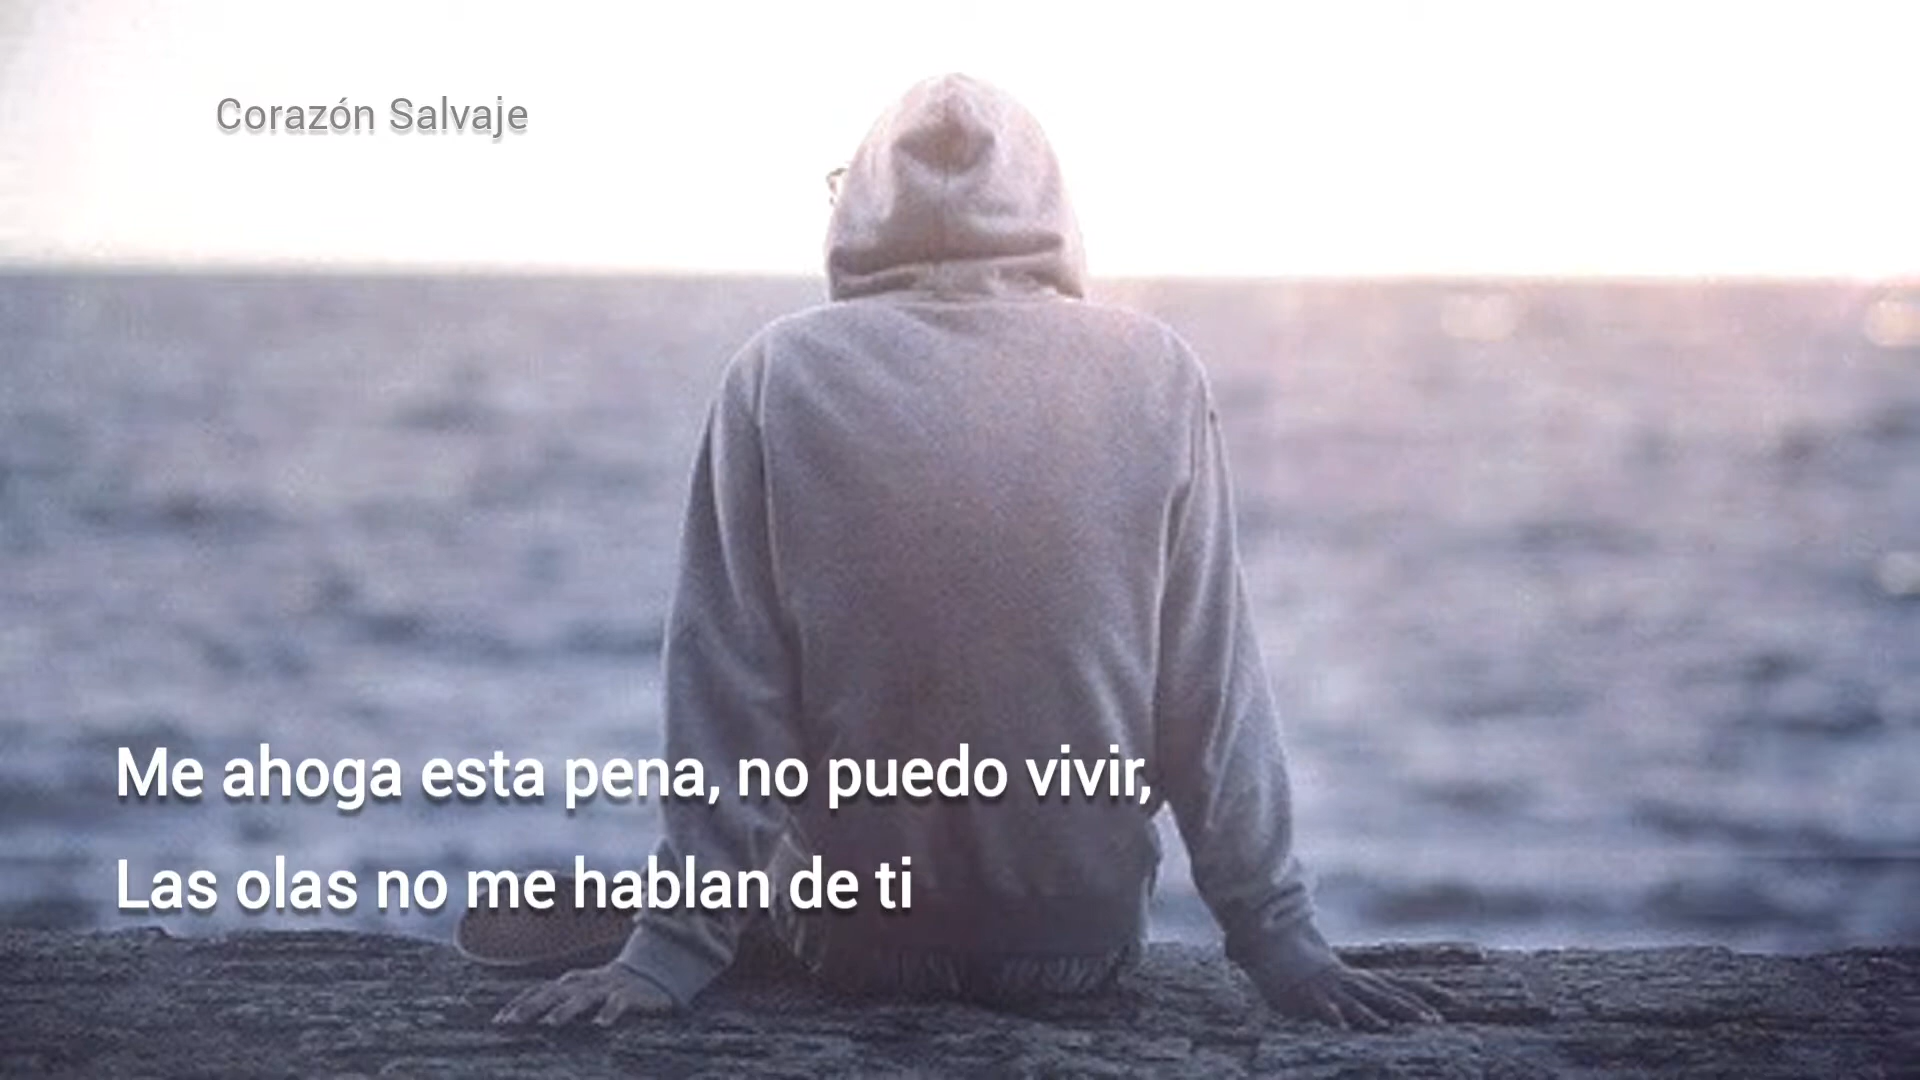 Corazón Salvaje
Me ahoga esta pena, no puedo vivir,
Las olas no me hablan de ti